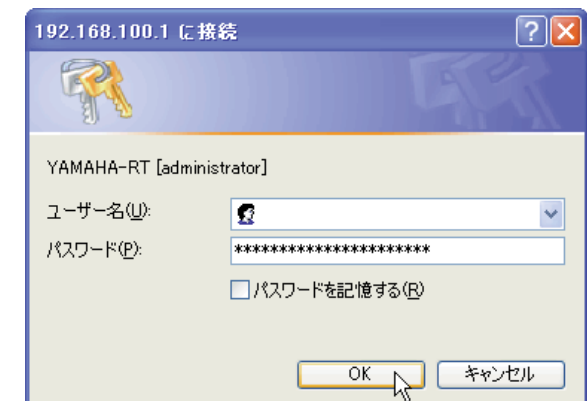 192.168.100.1 に接続
YAMAHA-RT [administrator]
ユーザー名(U):
パスワード(P):
**********************
パスワードを記憶する(R)
OK
キャンセル